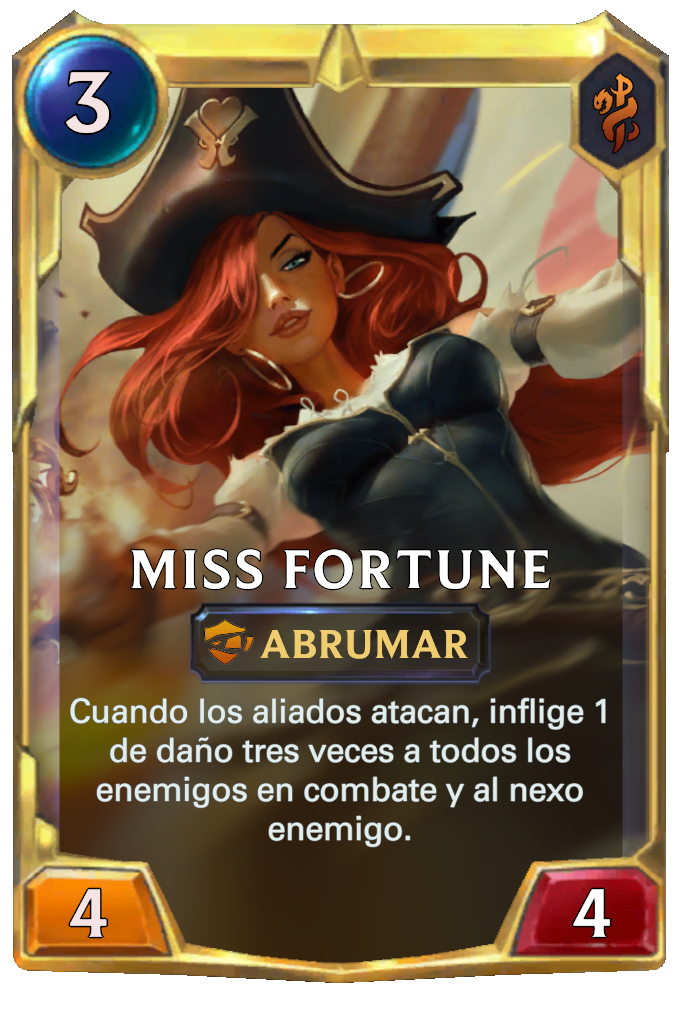 3
MISS FORTUNE
ABRUMAR
Cuando los aliados atacan, inflige 1
de daño tres veces a todos los
enemigos en combate y al nexo
enemigo.
4
4